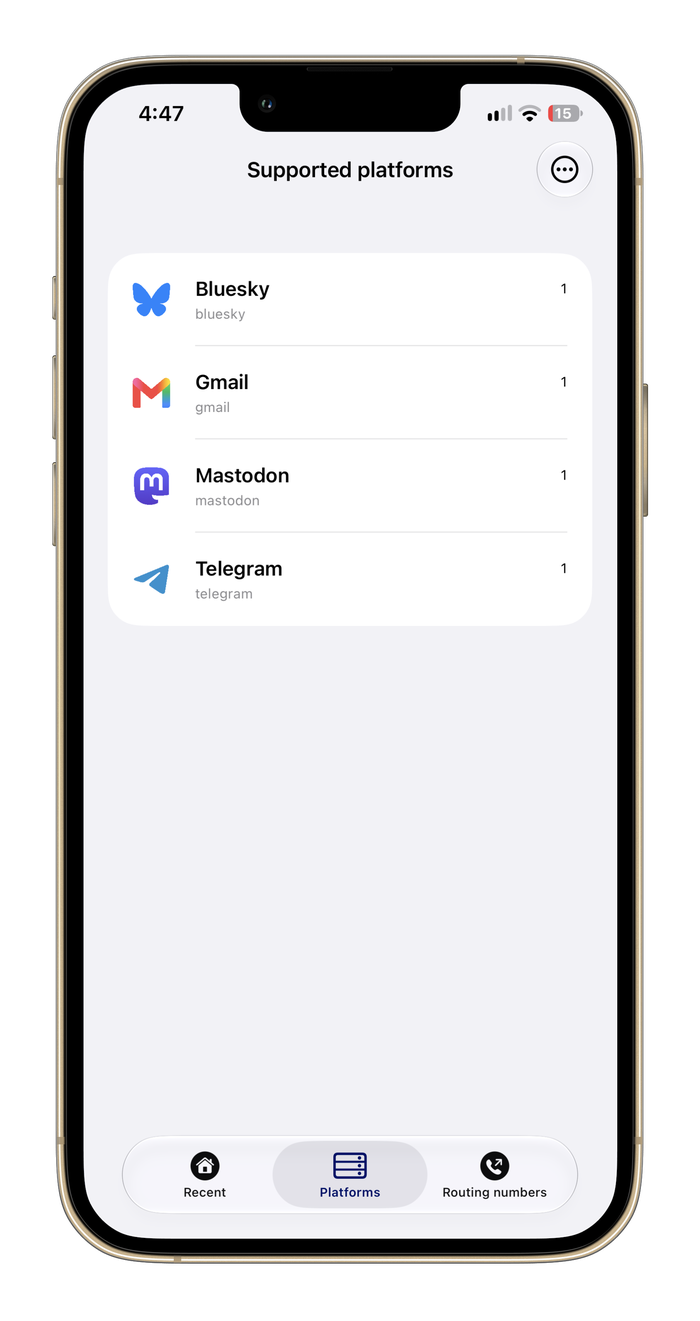 4:47
15
Supported platforms
Bluesky
1
bluesky
Gmail
1
gmail
Mastodon
1
mastodon
Telegram
1
telegram
Recent
Platforms
Routing numbers